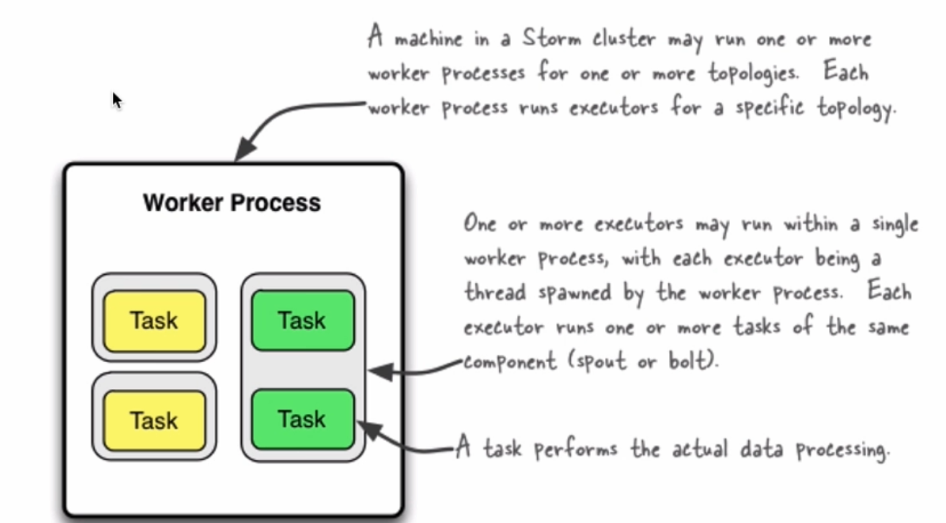 A machine in a Storm cluster may run one or more
worker processes for one or more topologies. Each
worker process runs executors for a specific topology.
Worker Process
One or more executors may run within a single
worker process, with each executor being a
thread spawned by the worker process. Each
executor runs one or more tasks of the same
component (spout or bolt).
Task Task
Task Task
A task performs the actual data processing.